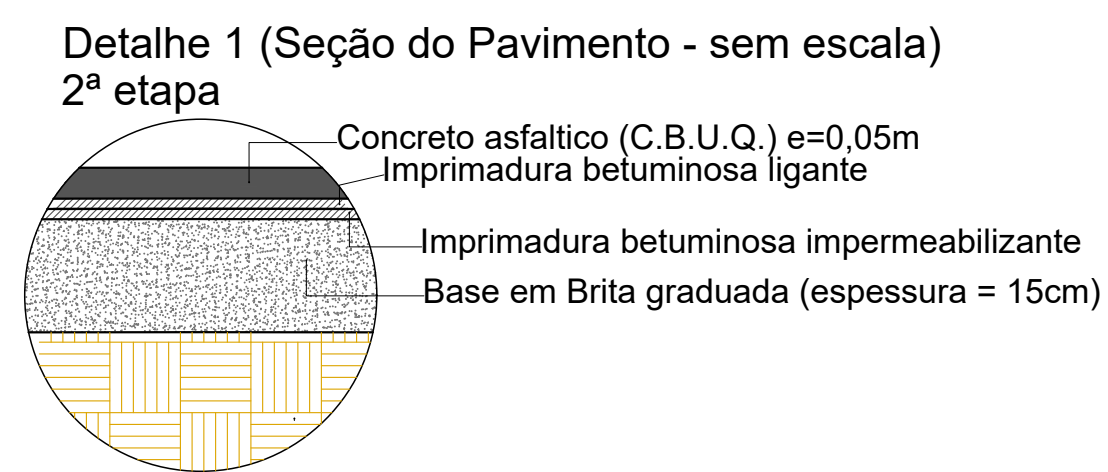 Detalhe 1 (Seção do Pavimento - sem escala)
2ª etapa
Concreto asfaltico (C.B.U.Q.) e=0,05m
Imprimadura betuminosa ligante
Imprimadura betuminosa impermeabilizante
Base em Brita graduada (espessura = 15cm)